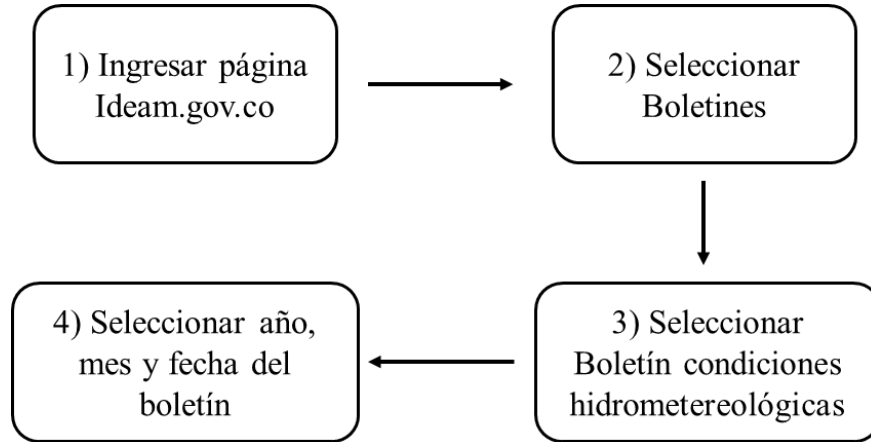 1) Ingresar página
Ideam.gov.co
2) Seleccionar
Boletines
3) Seleccionar
Boletín condiciones
hidrometereológicas
4) Seleccionar año,
mes y fecha del
boletín